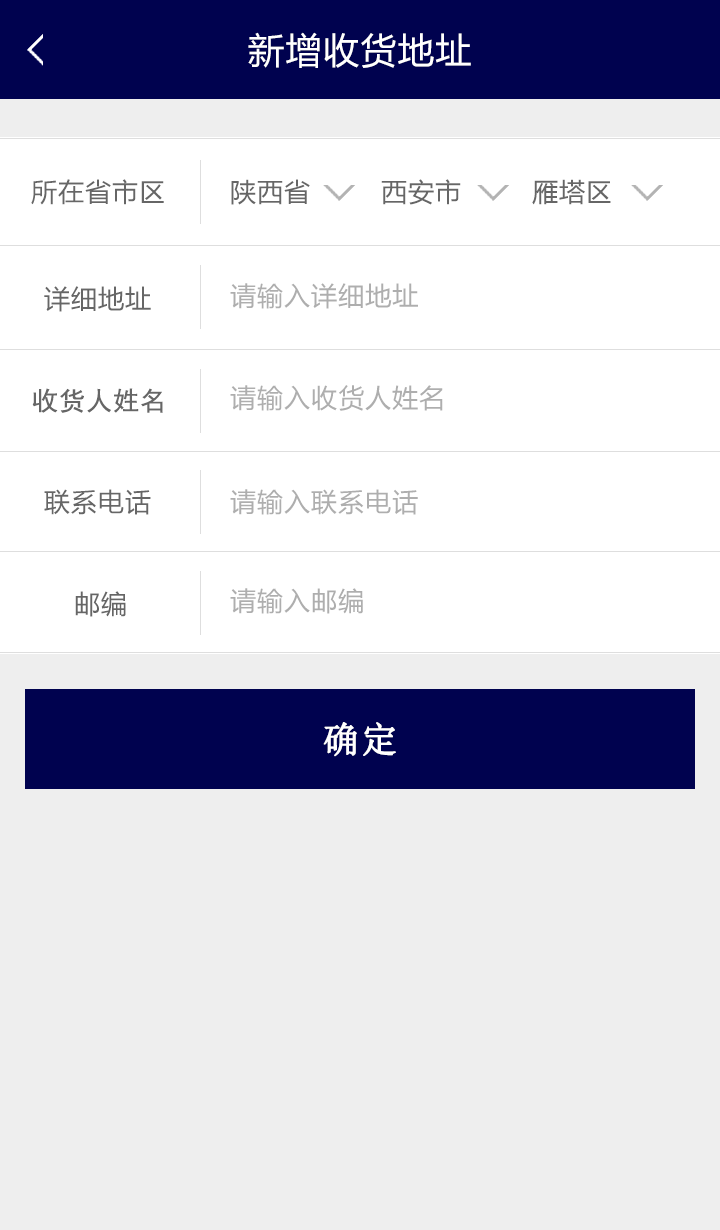 新增收货地址
所在省市区 陕西省 西安市 雁塔区
详细地址 请输入详细地址
收货人姓名 请输入收货人姓名
联系电话 请输入联系电话
邮编 请输入邮编
确定